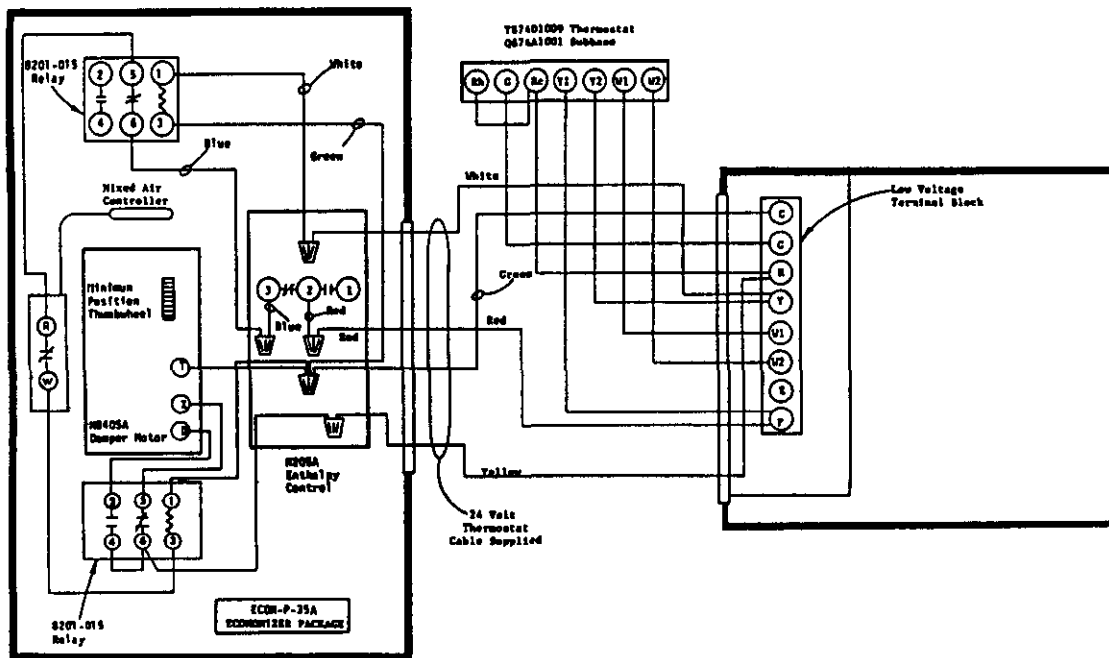 T874D1009 Thermostat
Q674A1001 Subbase
Rh G Rc Y1 Y2 W1 W2
8201-015
Relay
2 5 1
4 6 3
White
Green
Blue
Mixed Air
Controller
White
Low Voltage
Terminal Block
C
G
R
Y
W1
W2
P
Minimum
Position
Thumbwheel
3 2 1
Blue
Red
Red
Red
Green
R
W
T
Damper Motor
H205A
Enthalpy
Control
Yellow
24 Volt
Thermostat
Cable Supplied
2 5 1
4 6 3
8201-015
Relay
ECON-P-35A
ECONOMIZER PACKAGE